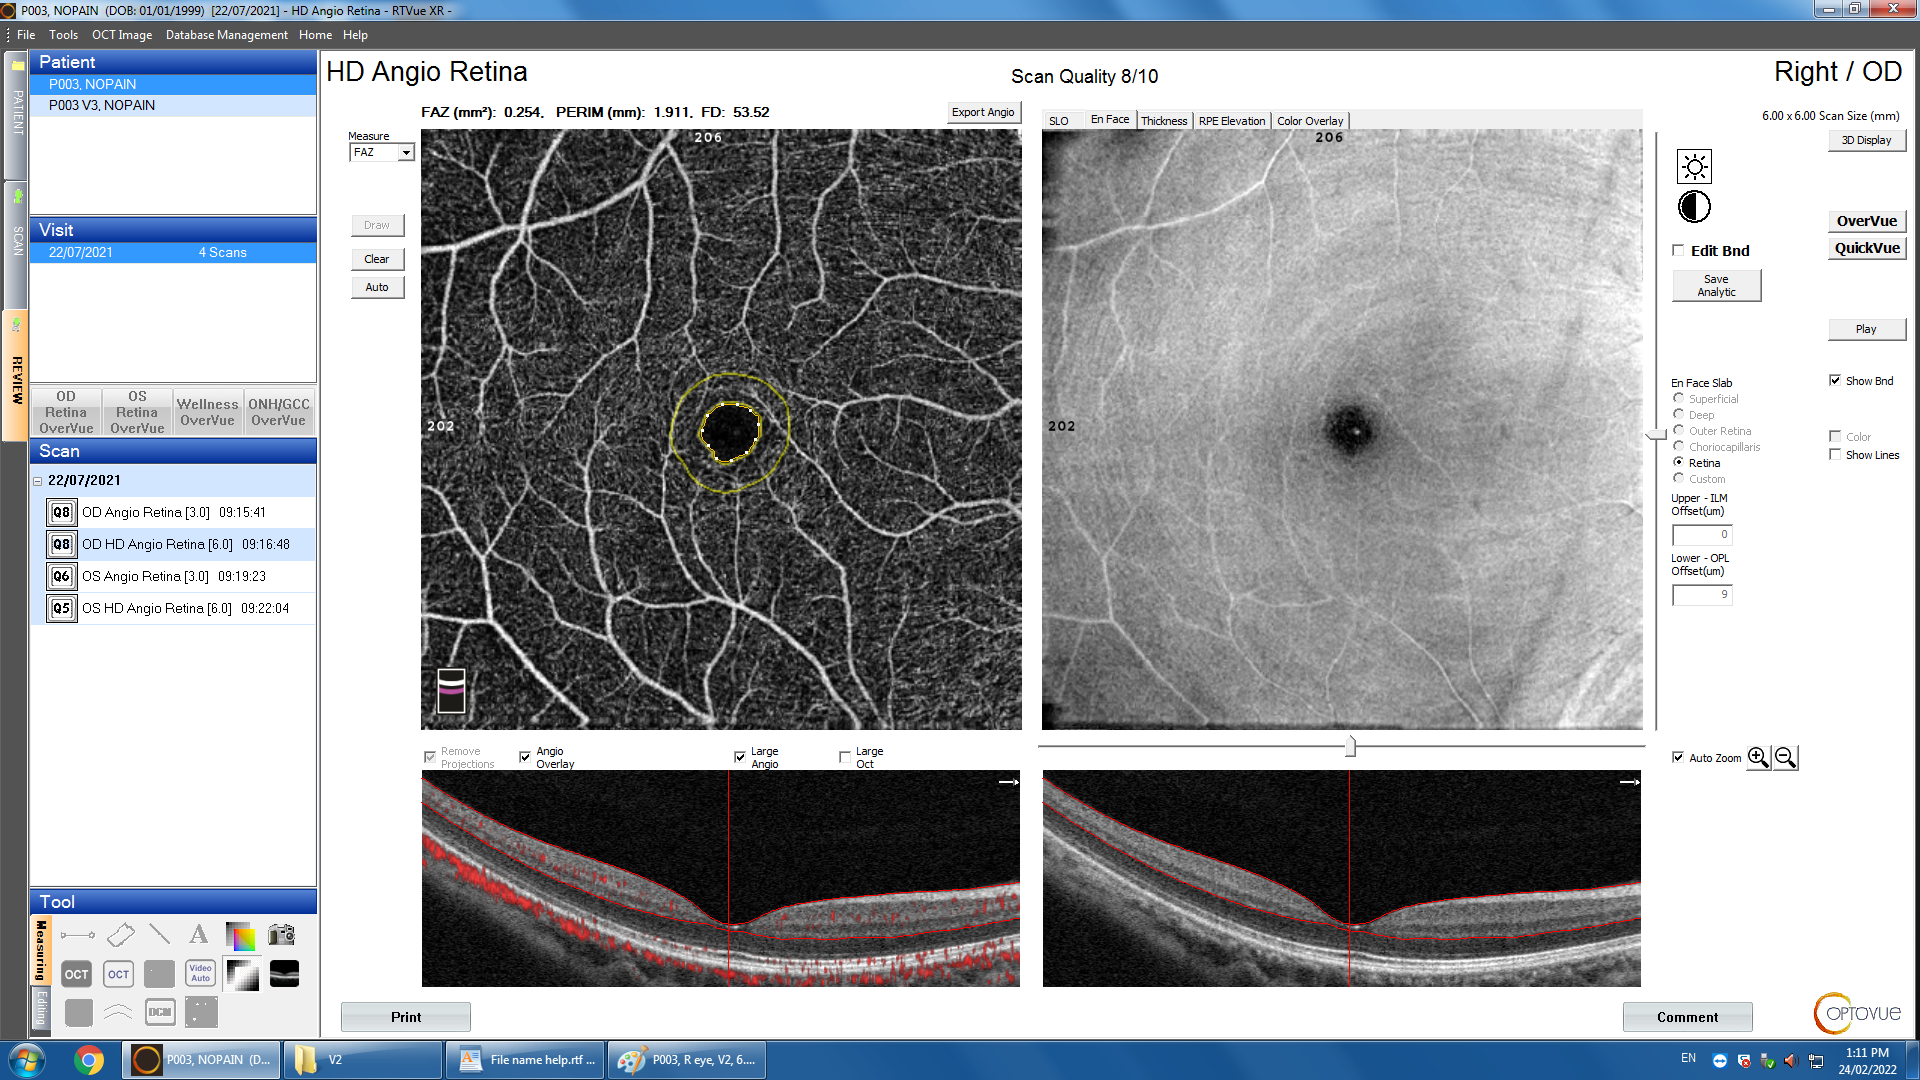 P003, NOPAIN (DOB: 01/01/1999) [22/07/2021] - HD Angio Retina - RTVue XR -
File Tools OCT Image Database Management Home Help
PATIENT
SCAN
REVIEW
Patient
P003, NOPAIN
P003 V3, NOPAIN
Visit
22/07/2021 4 Scans
OD Retina OverVue
OS Retina OverVue
Wellness OverVue
ONH/GCC OverVue
Scan
22/07/2021
Q8 OD Angio Retina [3.0] 09:15:41
Q8 OD HD Angio Retina [6.0] 09:16:48
Q6 OS Angio Retina [3.0] 09:19:23
Q5 OS HD Angio Retina [6.0] 09:22:04
Tool
Measuring
Editing
A
OCT OCT Video Auto
DCM
HD Angio Retina
Scan Quality 8/10
Right / OD
FAZ (mm²): 0.254, PERIM (mm): 1.911, FD: 53.52
Export Angio
Measure
FAZ
Draw
Clear
Auto
206
202
SLO En Face Thickness RPE Elevation Color Overlay
206
202
6.00 x 6.00 Scan Size (mm)
3D Display
OverVue
QuickVue
Edit Bnd
Save Analytic
Play
Show Bnd
En Face Slab
Superficial
Deep
Outer Retina
Choriocapillaris
Retina
Custom
Color
Show Lines
Upper - ILM
Offset(um)
0
Lower - OPL
Offset(um)
9
Remove Projections
Angio Overlay
Large Angio
Large Oct
Auto Zoom
Print
Comment
OPTOVUE
P003, NOPAIN (D...
V2
File name help.rtf ...
P003, R eye, V2, 6....
EN
1:11 PM
24/02/2022